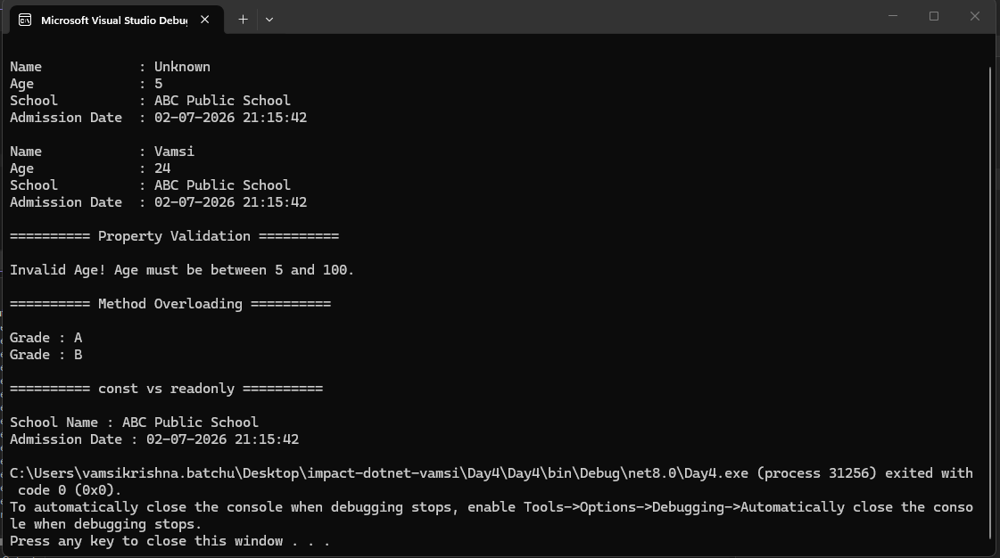 Microsoft Visual Studio Debu
Name            : Unknown
Age             : 5
School          : ABC Public School
Admission Date  : 02-07-2026 21:15:42
Name            : Vamsi
Age             : 24
School          : ABC Public School
Admission Date  : 02-07-2026 21:15:42
========== Property Validation ==========
Invalid Age! Age must be between 5 and 100.
========== Method Overloading ==========
Grade : A
Grade : B
========== const vs readonly ==========
School Name : ABC Public School
Admission Date : 02-07-2026 21:15:42
C:\Users\vamsikrishna.batchu\Desktop\impact-dotnet-vamsi\Day4\Day4\bin\Debug\net8.0\Day4.exe (process 31256) exited with
 code 0 (0x0).
To automatically close the console when debugging stops, enable Tools->Options->Debugging->Automatically close the conso
le when debugging stops.
Press any key to close this window . . .